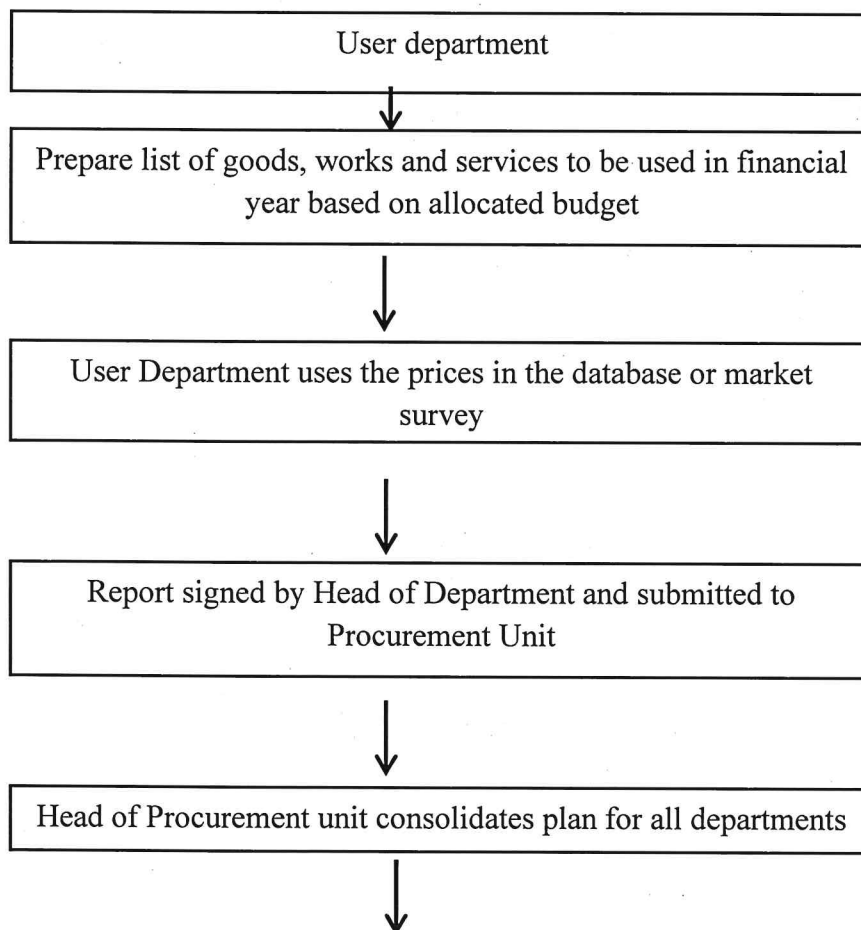 User department
Prepare list of goods, works and services to be used in financial
year based on allocated budget
User Department uses the prices in the database or market
survey
Report signed by Head of Department and submitted to
Procurement Unit
Head of Procurement unit consolidates plan for all departments